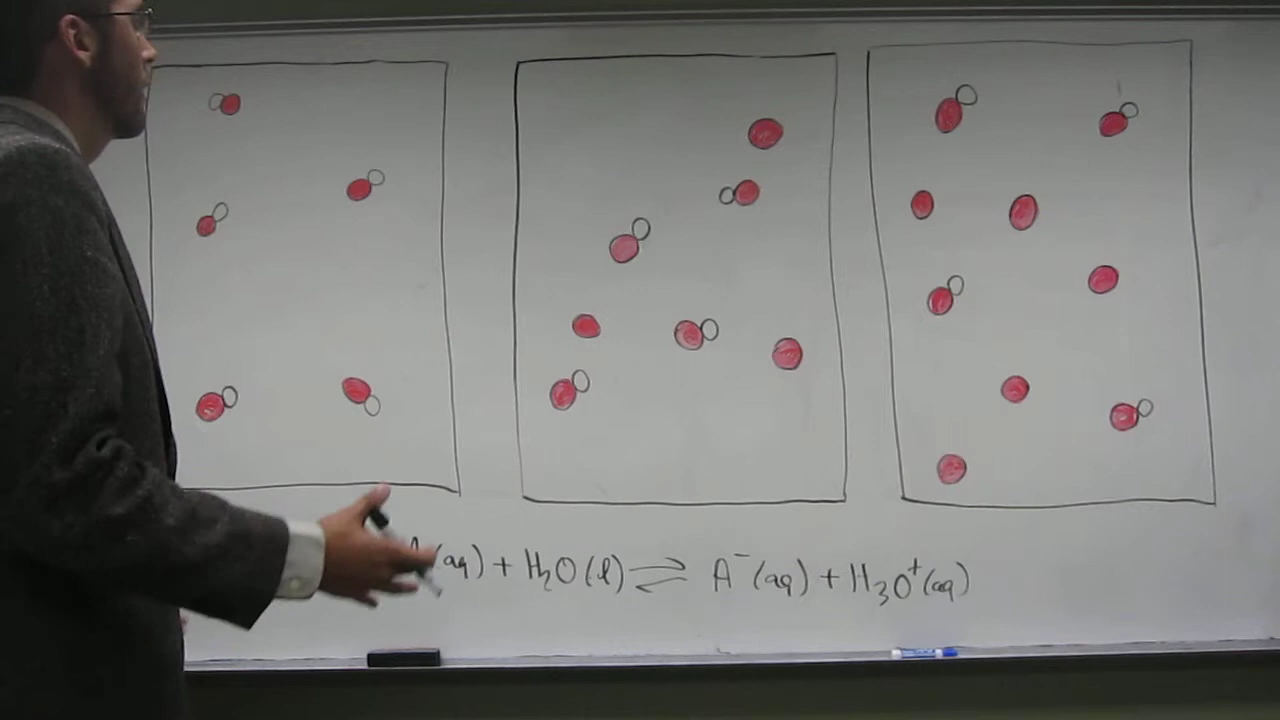 (aq) + H₂O(l) ⇌ A⁻(aq) + H₃O⁺(aq)